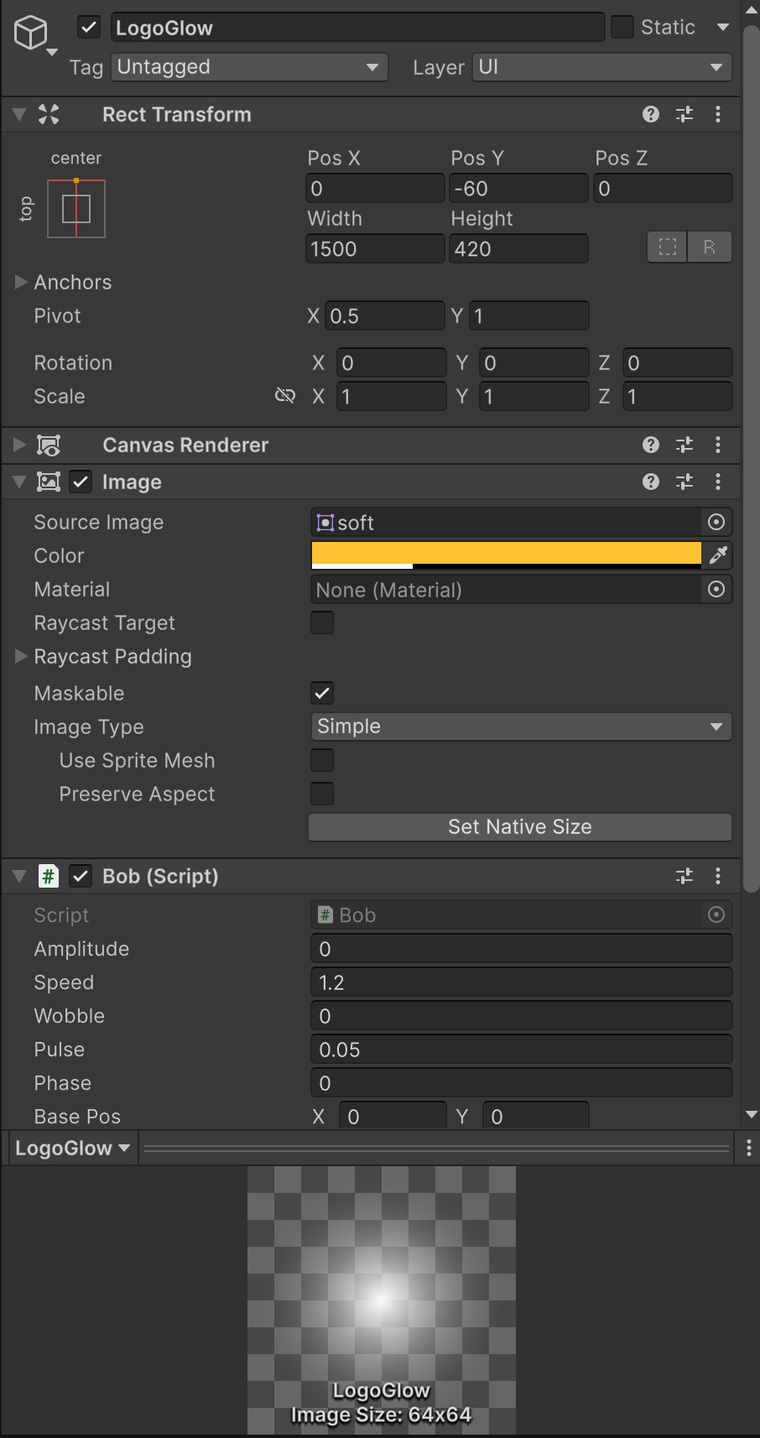 LogoGlow
Static
Tag Untagged Layer UI
Rect Transform
center
top
Pos X Pos Y Pos Z
0 -60 0
Width Height
1500 420
R
Anchors
Pivot X 0.5 Y 1
Rotation X 0 Y 0 Z 0
Scale X 1 Y 1 Z 1
Canvas Renderer
Image
Source Image soft
Color
Material None (Material)
Raycast Target
Raycast Padding
Maskable
Image Type Simple
Use Sprite Mesh
Preserve Aspect
Set Native Size
# Bob (Script)
Script # Bob
Amplitude 0
Speed 1.2
Wobble 0
Pulse 0.05
Phase 0
Base Pos X 0 Y 0
LogoGlow
LogoGlow
Image Size: 64x64